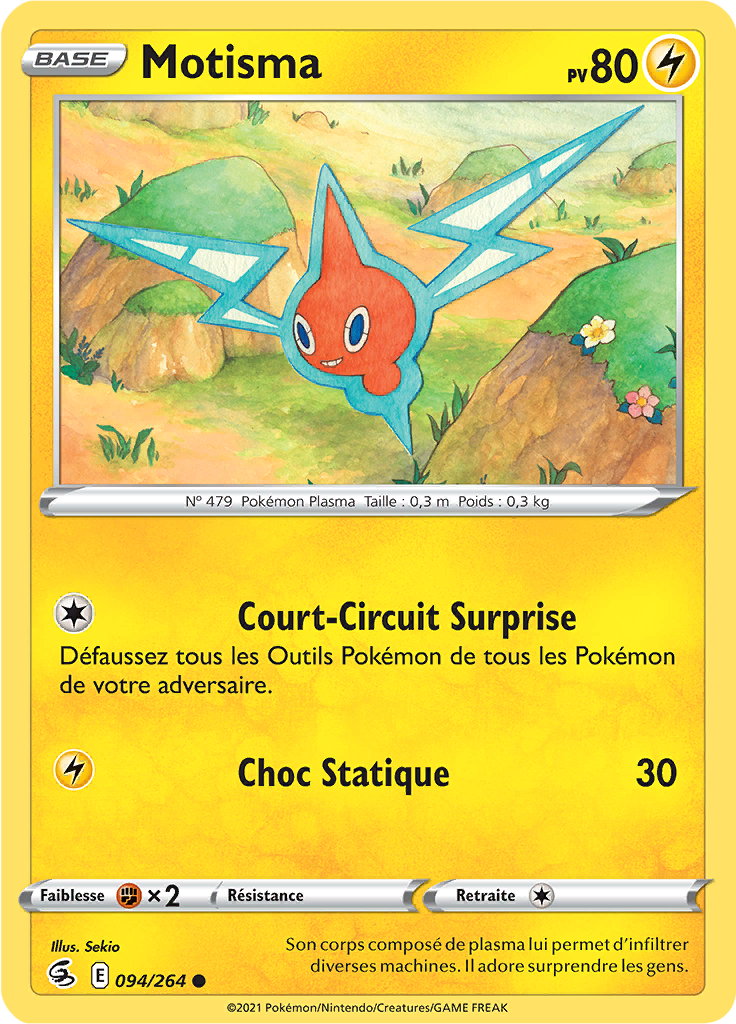 BASE Motisma PV 80
N° 479 Pokémon Plasma Taille : 0,3 m Poids : 0,3 kg
Court-Circuit Surprise
Défaussez tous les Outils Pokémon de tous les Pokémon
de votre adversaire.
Choc Statique 30
Faiblesse ×2 Résistance Retraite
Illus. Sekio
Son corps composé de plasma lui permet d'infiltrer
diverses machines. Il adore surprendre les gens.
E 094/264
©2021 Pokémon/Nintendo/Creatures/GAME FREAK